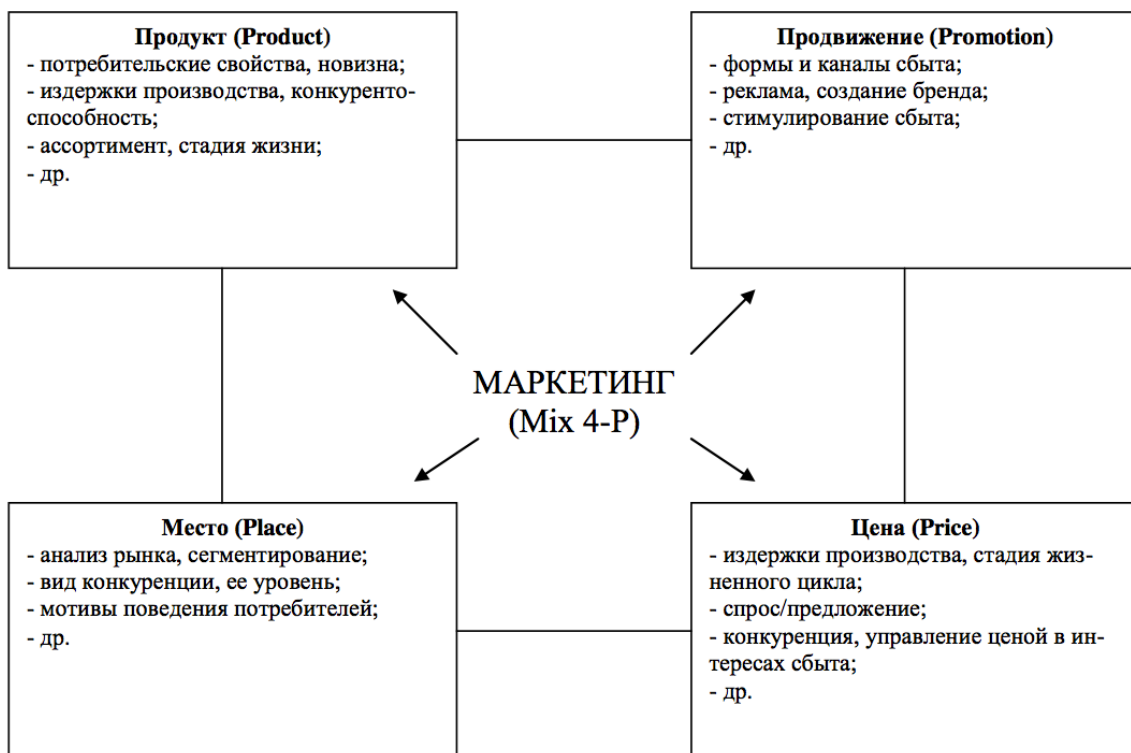 Продукт (Product)
- потребительские свойства, новизна;
- издержки производства, конкуренто-
способность;
- ассортимент, стадия жизни;
- др.
Продвижение (Promotion)
- формы и каналы сбыта;
- реклама, создание бренда;
- стимулирование сбыта;
- др.
МАРКЕТИНГ
(Mix 4-P)
Место (Place)
- анализ рынка, сегментирование;
- вид конкуренции, ее уровень;
- мотивы поведения потребителей;
- др.
Цена (Price)
- издержки производства, стадия жиз-
ненного цикла;
- спрос/предложение;
- конкуренция, управление ценой в ин-
тересах сбыта;
- др.